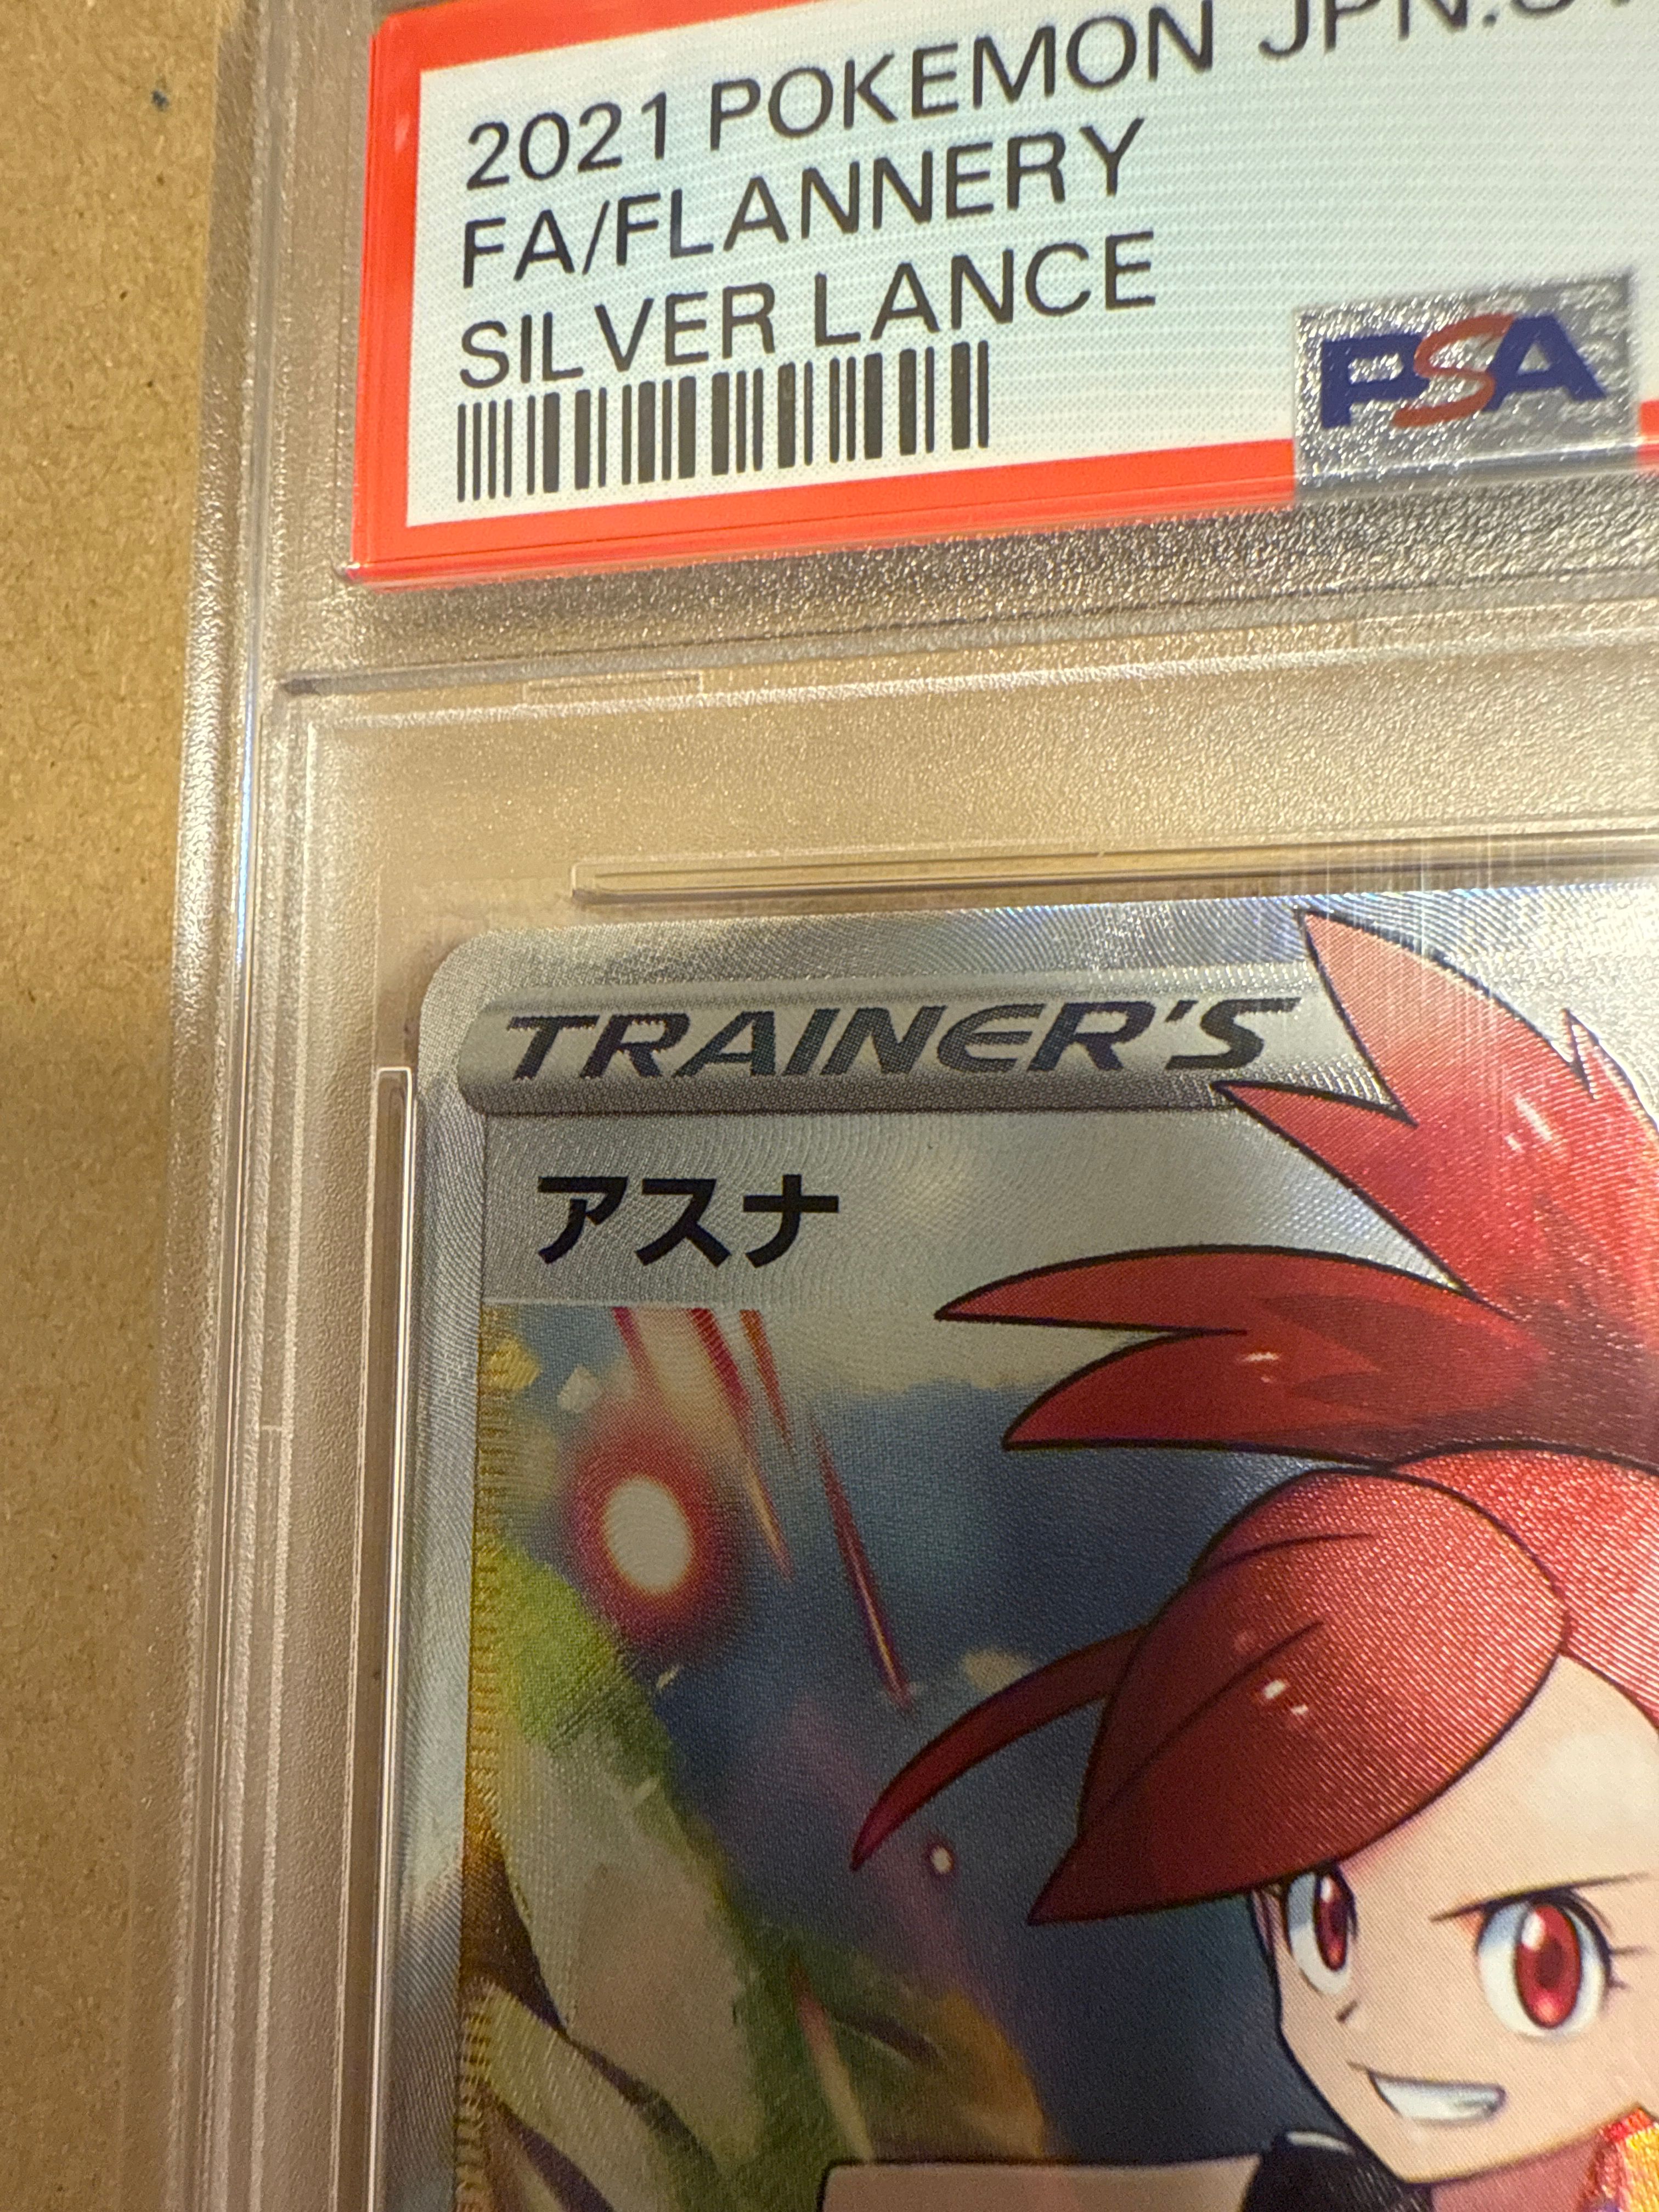 2021 POKEMON JPN.
FA/FLANNERY
SILVER LANCE
PSA
TRAINER'S
アスナ